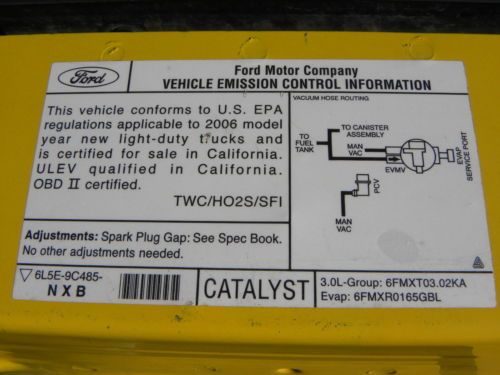 Ford
Ford Motor Company
VEHICLE EMISSION CONTROL INFORMATION
This vehicle conforms to U.S. EPA
regulations applicable to 2006 model
year new light-duty trucks and
is certified for sale in California.
ULEV qualified in California.
OBD II certified.
TWC/HO2S/SFI
VACUUM HOSE ROUTING
TO CANISTER
ASSEMBLY
TO
FUEL
TANK
MAN
VAC
EVMV
EVAP
SERVICE PORT
PCV
MAN
VAC
Adjustments: Spark Plug Gap: See Spec Book.
No other adjustments needed.
6L5E-9C485-
NXB
CATALYST
3.0L-Group: 6FMXT03.02KA
Evap: 6FMXR0165GBL